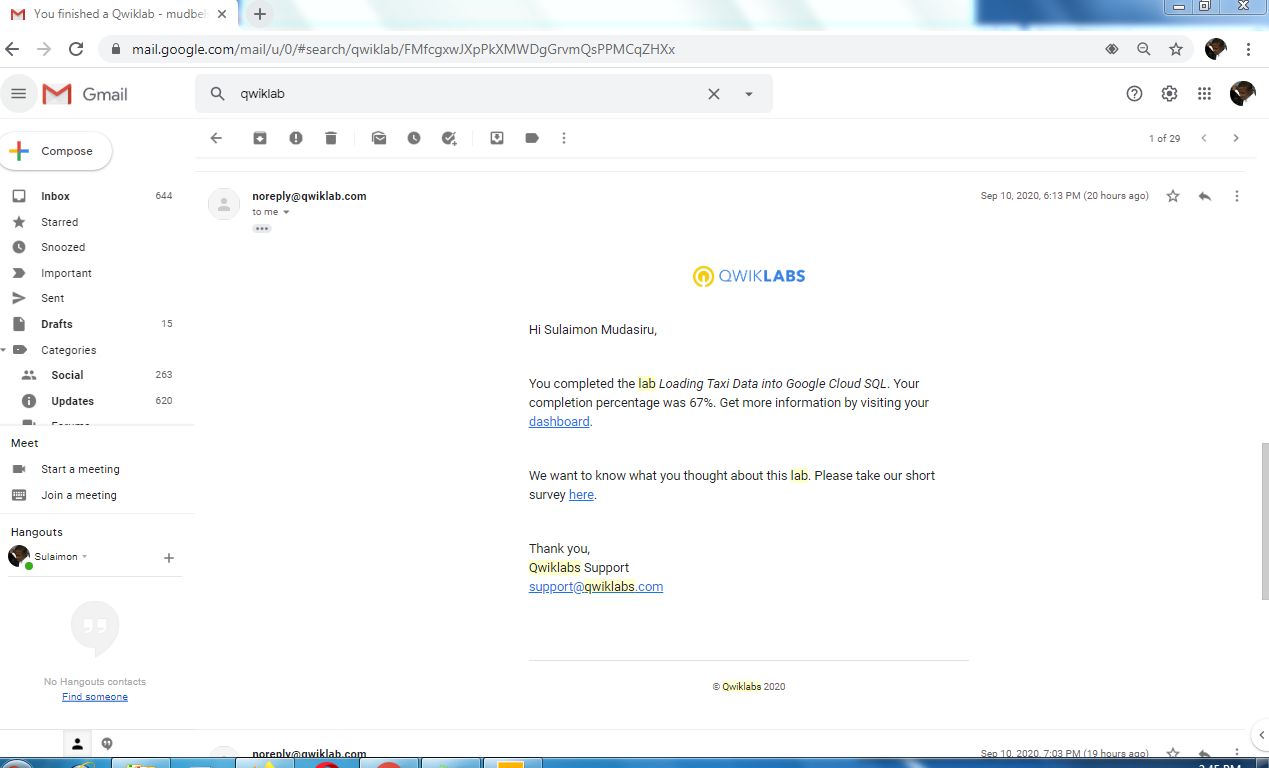 You finished a Qwiklab - mudbel
mail.google.com/mail/u/0/#search/qwiklab/FMfcgxwJXpPkXMWDgGrvmQsPPMCqZHXx
Gmail
qwiklab
Compose
1 of 29
Inbox 644
Starred
Snoozed
Important
Sent
Drafts 15
Categories
Social 263
Updates 620
Forums
Meet
Start a meeting
Join a meeting
Hangouts
Sulaimon
No Hangouts contacts
Find someone
noreply@qwiklab.com
Sep 10, 2020, 6:13 PM (20 hours ago)
to me
QWIKLABS
Hi Sulaimon Mudasiru,
You completed the lab Loading Taxi Data into Google Cloud SQL. Your
completion percentage was 67%. Get more information by visiting your
dashboard.
We want to know what you thought about this lab. Please take our short
survey here.
Thank you,
Qwiklabs Support
support@qwiklabs.com
© Qwiklabs 2020
noreply@qwiklab.com
Sep 10, 2020, 7:03 PM (19 hours ago)